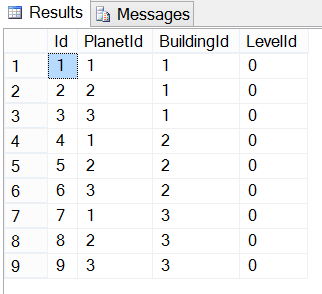 Results Messages
Id PlanetId BuildingId LevelId
1 1 1 1 0
2 2 2 1 0
3 3 3 1 0
4 4 1 2 0
5 5 2 2 0
6 6 3 2 0
7 7 1 3 0
8 8 2 3 0
9 9 3 3 0